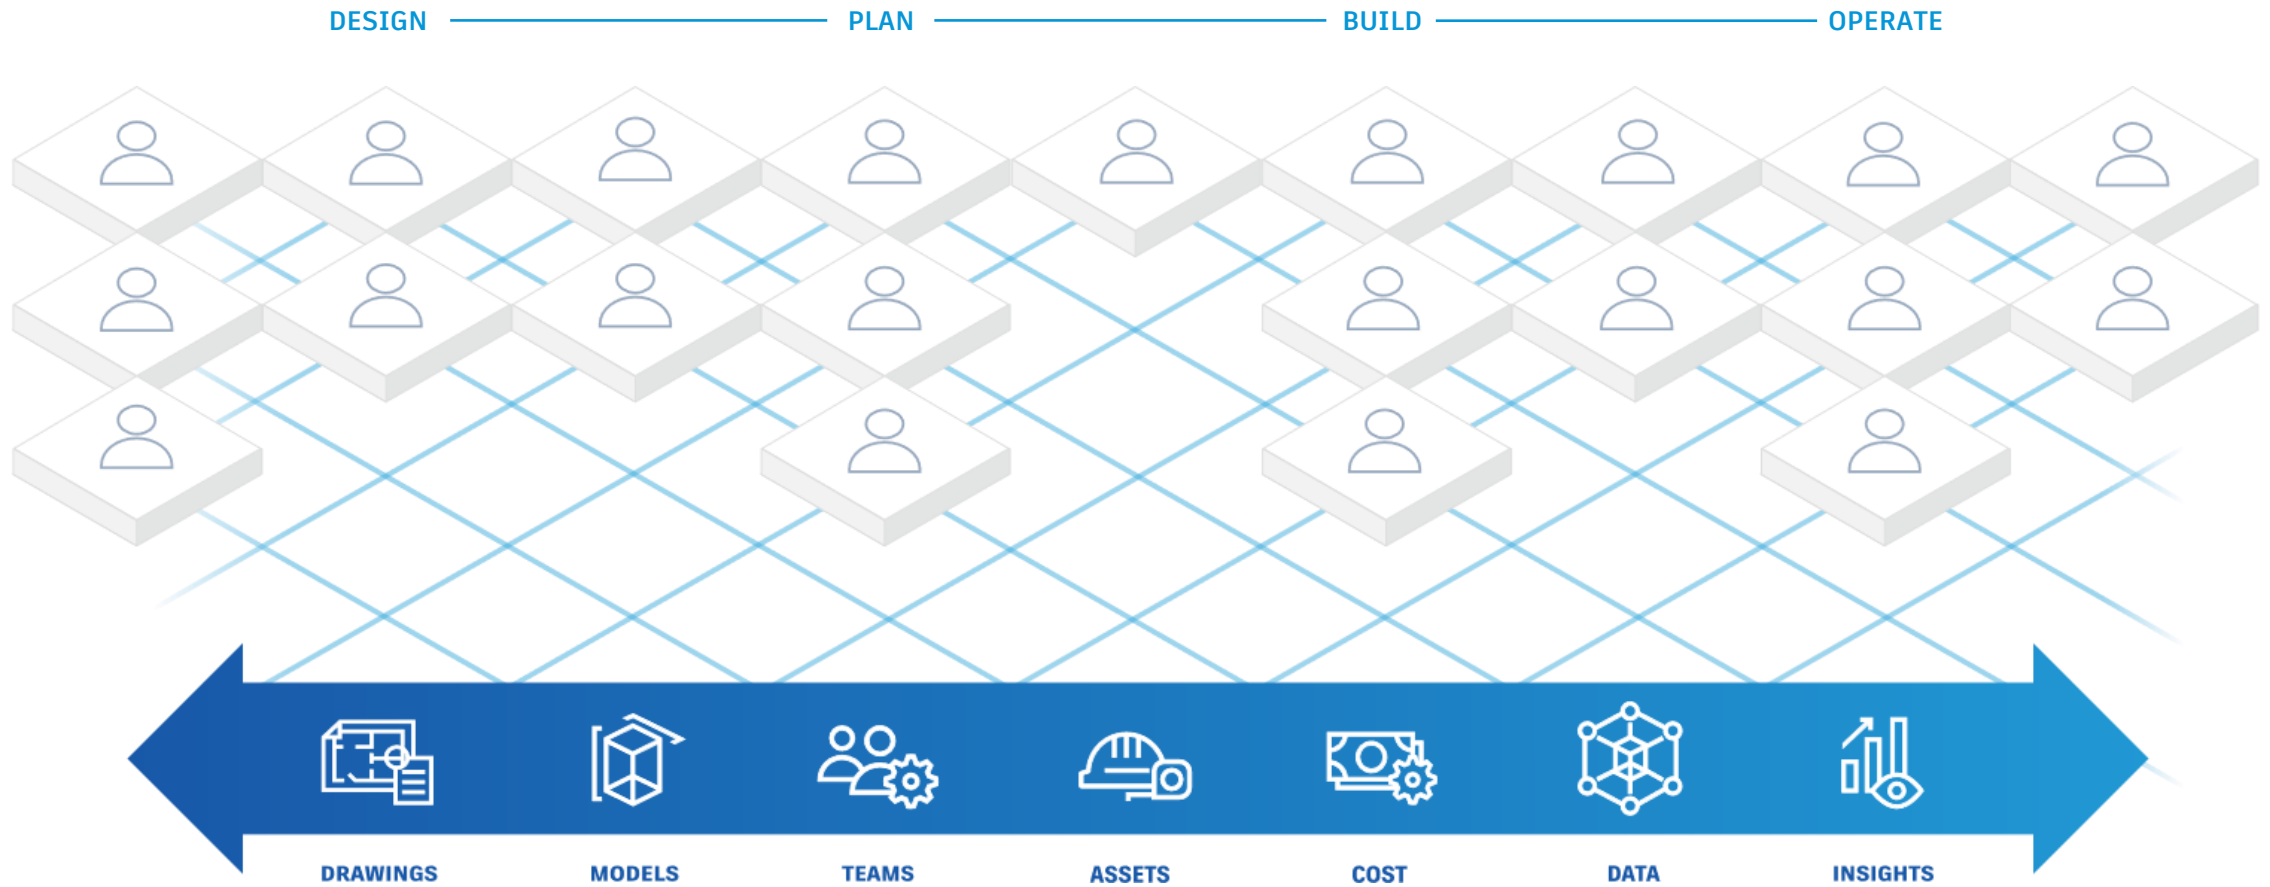 DESIGN PLAN BUILD OPERATE
DRAWINGS MODELS TEAMS ASSETS COST DATA INSIGHTS